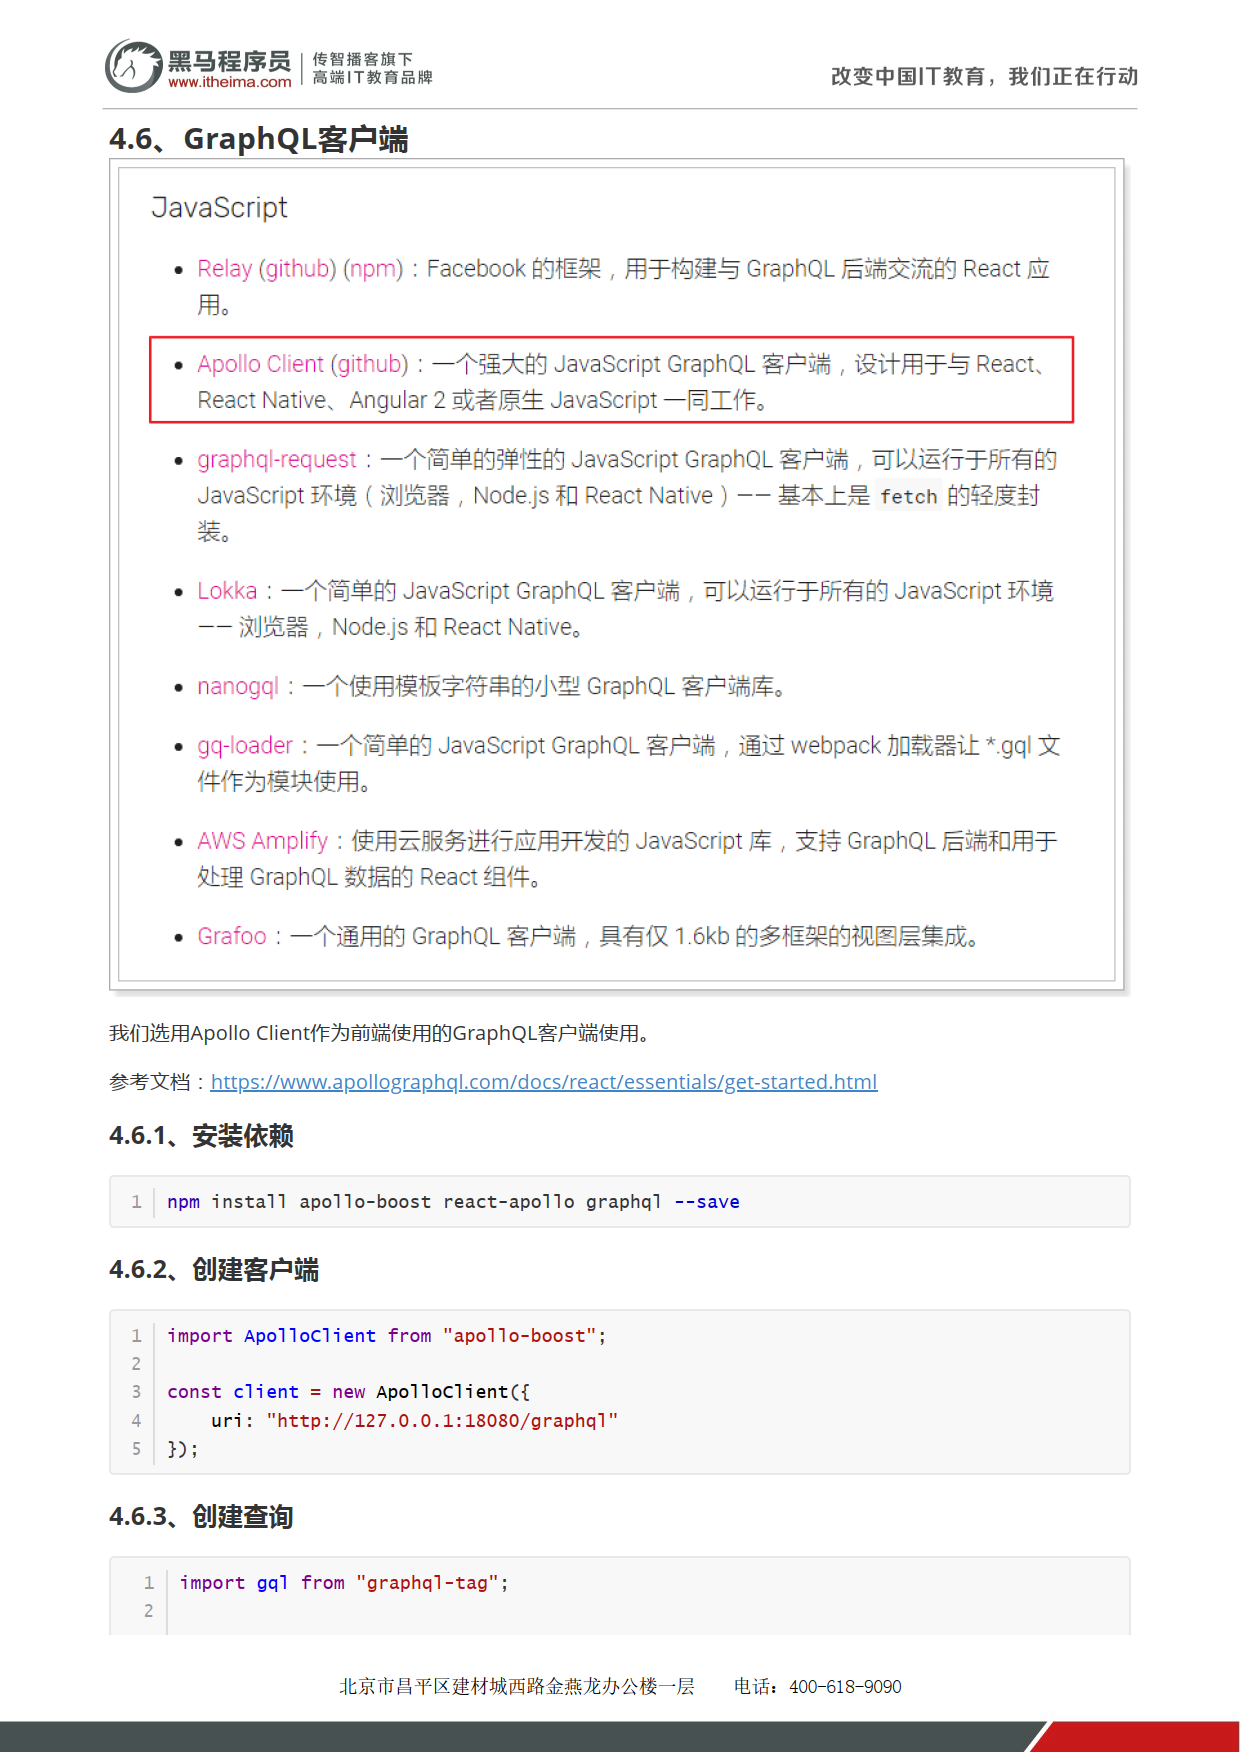 黑马程序员
www.itheima.com
传智播客旗下
高端IT教育品牌
改变中国IT教育，我们正在行动
4.6、GraphQL客户端
JavaScript
Relay (github) (npm)：Facebook 的框架，用于构建与 GraphQL 后端交流的 React 应
用。
Apollo Client (github)：一个强大的 JavaScript GraphQL 客户端，设计用于与 React、
React Native、Angular 2 或者原生 JavaScript 一同工作。
graphql-request：一个简单的弹性的 JavaScript GraphQL 客户端，可以运行于所有的
JavaScript 环境（浏览器，Node.js 和 React Native）—— 基本上是 fetch 的轻度封
装。
Lokka：一个简单的 JavaScript GraphQL 客户端，可以运行于所有的 JavaScript 环境
—— 浏览器，Node.js 和 React Native。
nanogql：一个使用模板字符串的小型 GraphQL 客户端库。
gq-loader：一个简单的 JavaScript GraphQL 客户端，通过 webpack 加载器让 *.gql 文
件作为模块使用。
AWS Amplify：使用云服务进行应用开发的 JavaScript 库，支持 GraphQL 后端和用于
处理 GraphQL 数据的 React 组件。
Grafoo：一个通用的 GraphQL 客户端，具有仅 1.6kb 的多框架的视图层集成。
我们选用Apollo Client作为前端使用的GraphQL客户端使用。
参考文档：https://www.apollographql.com/docs/react/essentials/get-started.html
4.6.1、安装依赖
1 npm install apollo-boost react-apollo graphql --save
4.6.2、创建客户端
1 import ApolloClient from "apollo-boost";
2
3 const client = new ApolloClient({
4     uri: "http://127.0.0.1:18080/graphql"
5 });
4.6.3、创建查询
1 import gql from "graphql-tag";
2
北京市昌平区建材城西路金燕龙办公楼一层 电话：400-618-9090